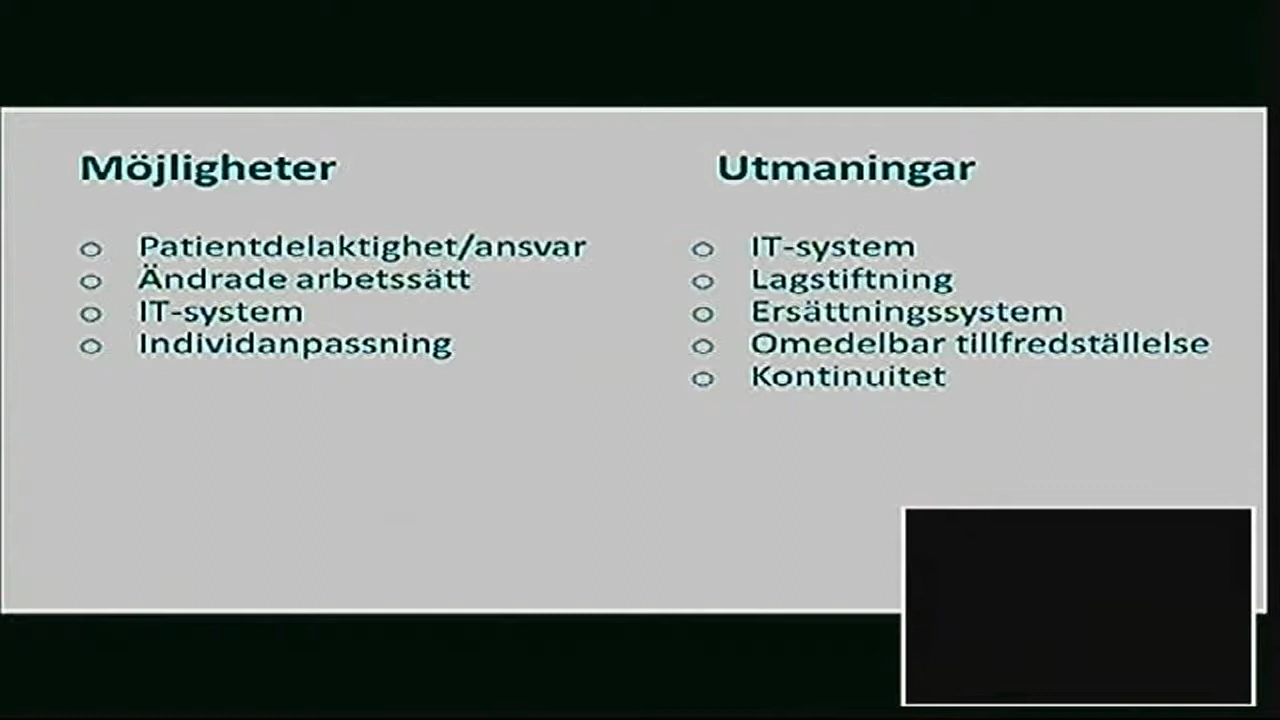 Möjligheter
Patientdelaktighet/ansvar
Ändrade arbetssätt
IT-system
Individanpassning
Utmaningar
IT-system
Lagstiftning
Ersättningssystem
Omedelbar tillfredställelse
Kontinuitet